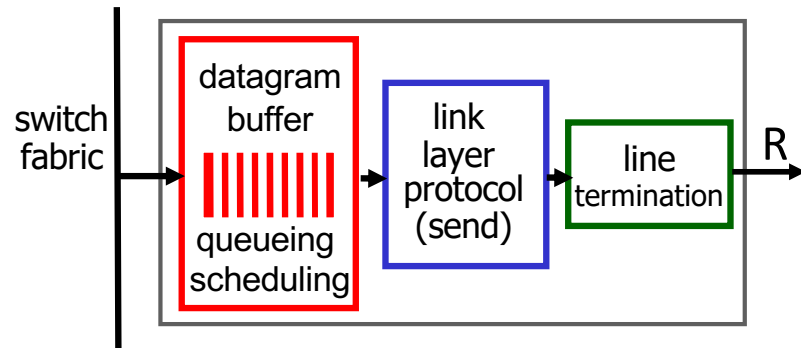 switch
fabric
datagram
buffer
queueing
scheduling
link
layer
protocol
(send)
line
termination
R